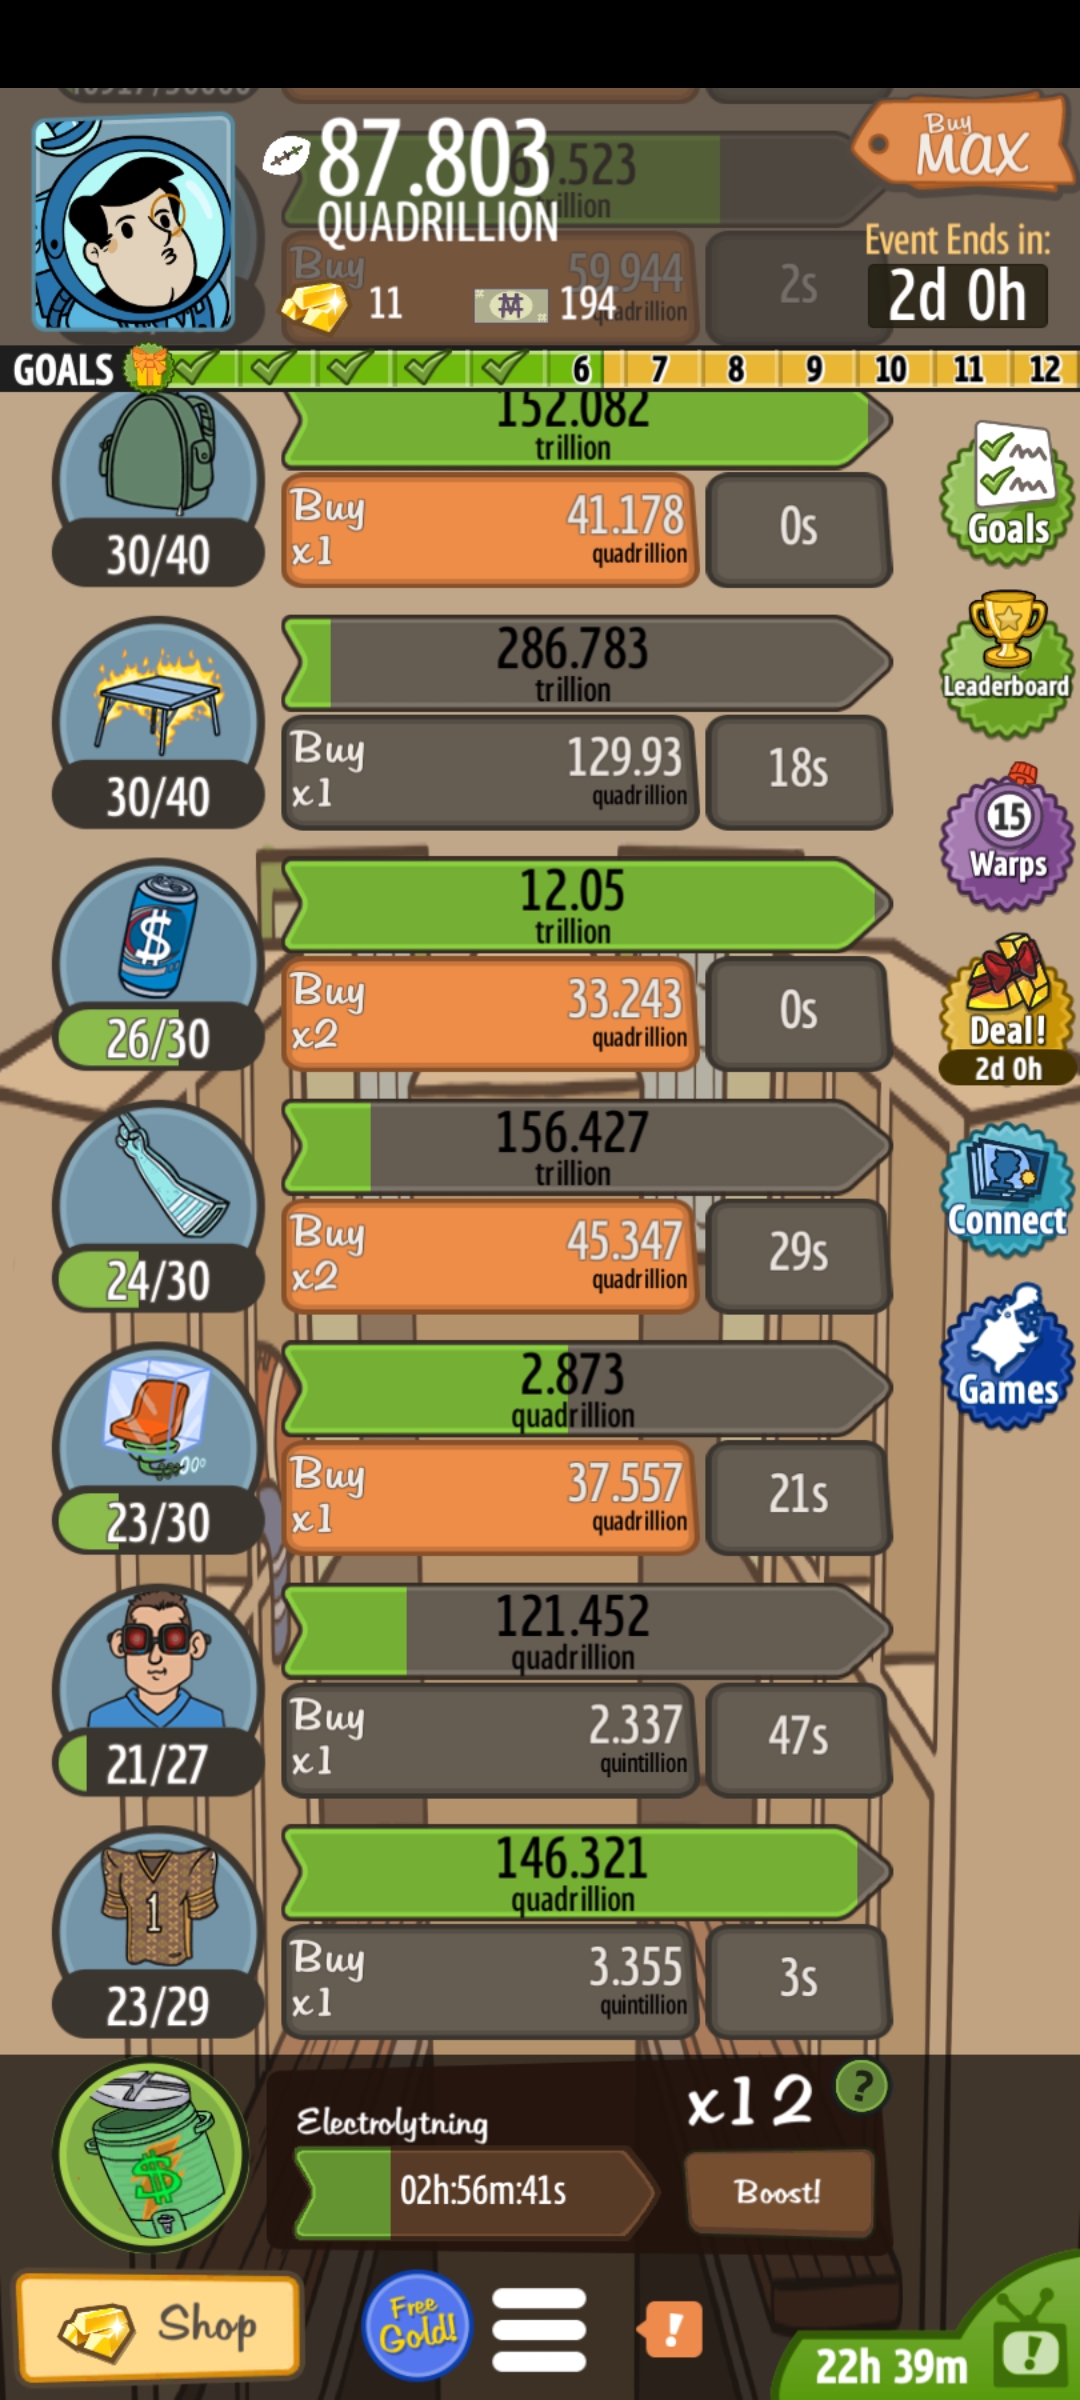 87.803
QUADRILLION
11
194
Buy
MAX
Event Ends in:
2d 0h
Buy
59.944
quadrillion
2s
GOALS
6
7
8
9
10
11
12
152.082
trillion
Buy
x1
41.178
quadrillion
0s
30/40
Goals
286.783
trillion
Buy
x1
129.93
quadrillion
18s
30/40
Leaderboard
15
Warps
12.05
trillion
$
Buy
x2
33.243
quadrillion
0s
26/30
Deal!
2d 0h
156.427
trillion
Buy
x2
45.347
quadrillion
29s
24/30
Connect
2.873
quadrillion
Buy
x1
37.557
quadrillion
21s
23/30
Games
121.452
quadrillion
Buy
x1
2.337
quintillion
47s
21/27
146.321
quadrillion
1
Buy
x1
3.355
quintillion
3s
23/29
$
Electrolytning
02h:56m:41s
x12
?
Boost!
Shop
Free
Gold!
!
22h 39m
!